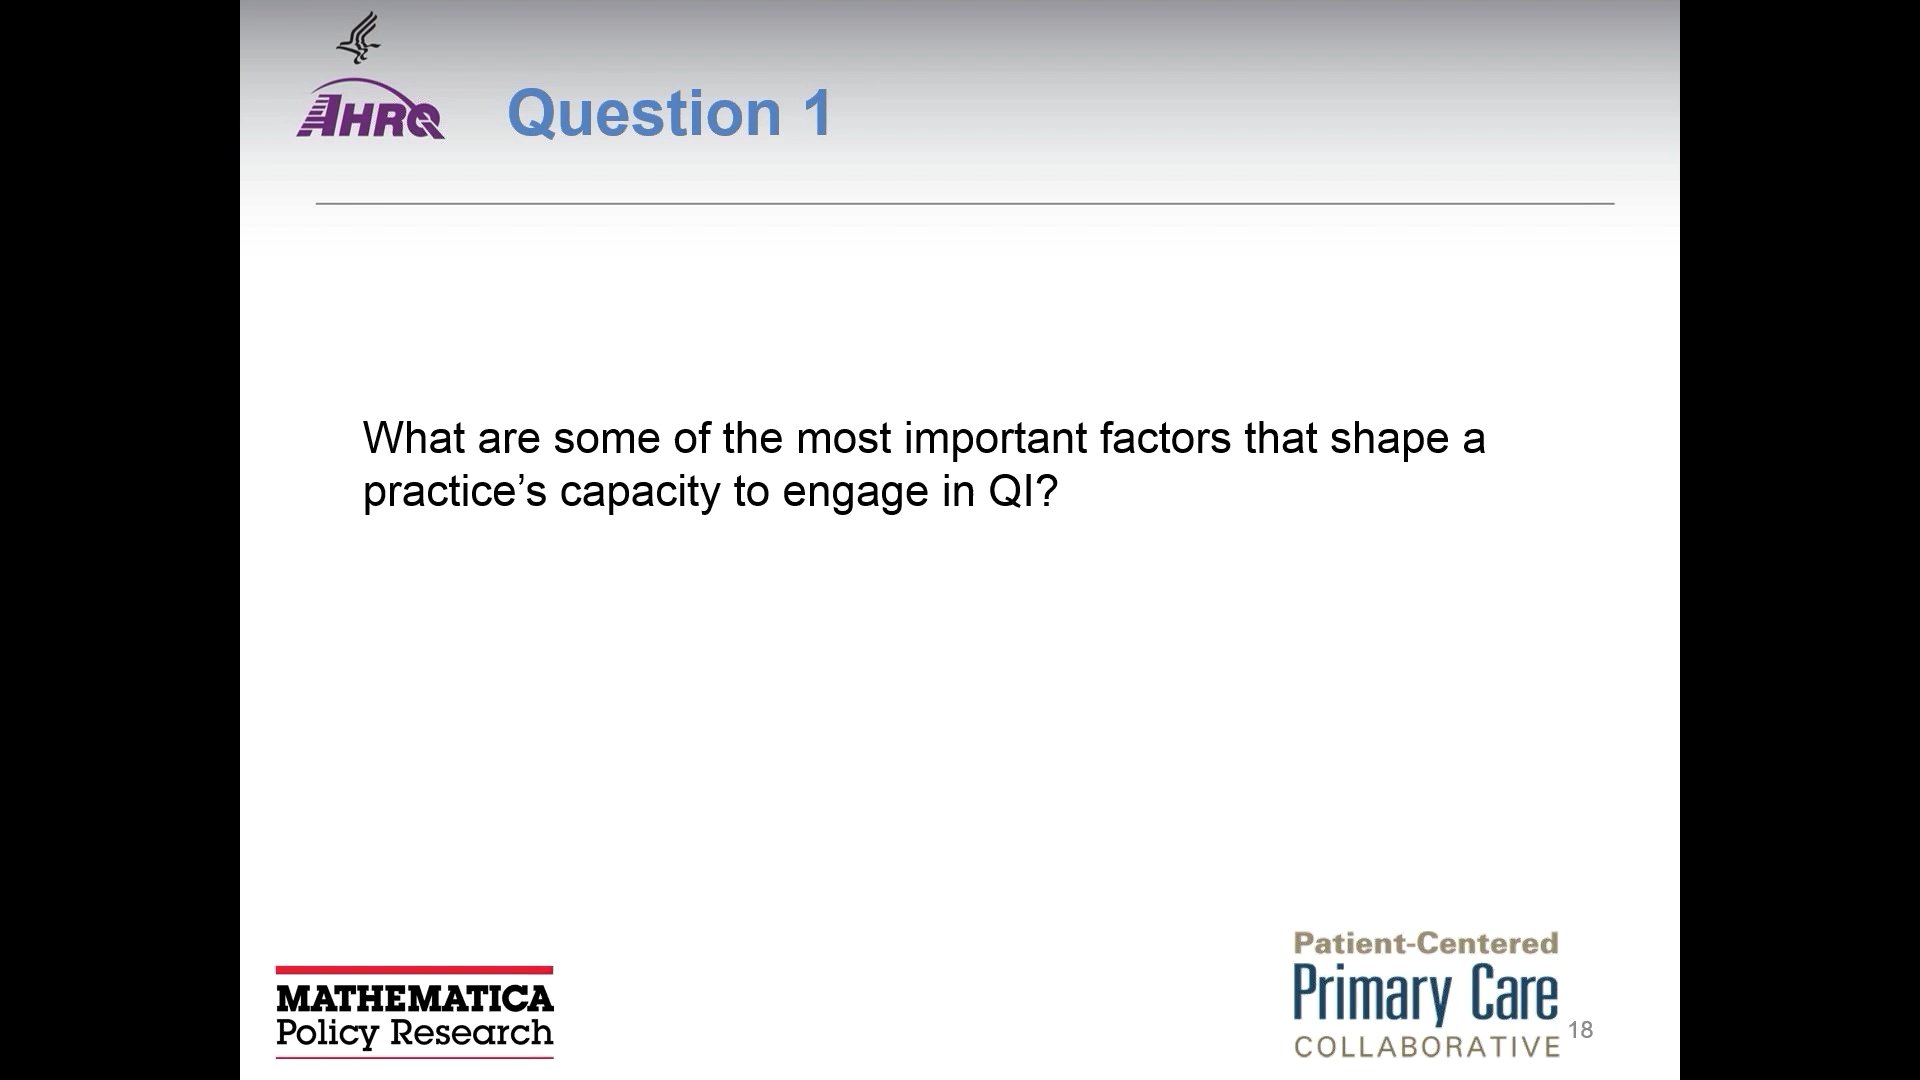 AHRQ
Question 1
What are some of the most important factors that shape a
practice’s capacity to engage in QI?
MATHEMATICA
Policy Research
Patient-Centered
Primary Care
COLLABORATIVE
18